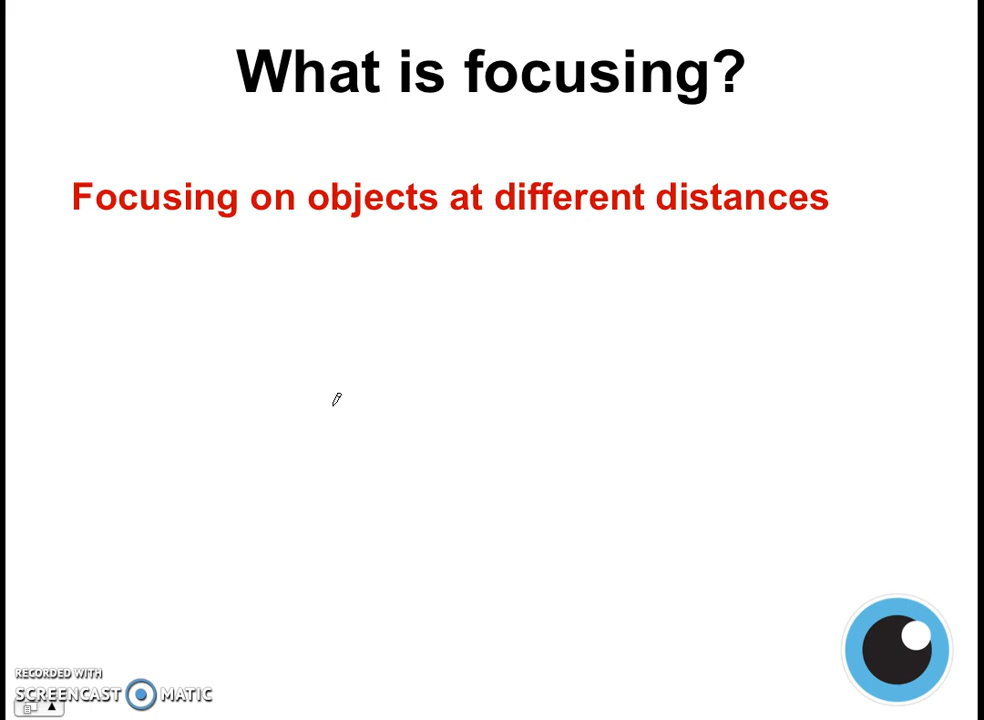 What is focusing?
Focusing on objects at different distances
RECORDED WITH
SCREENCAST MATIC